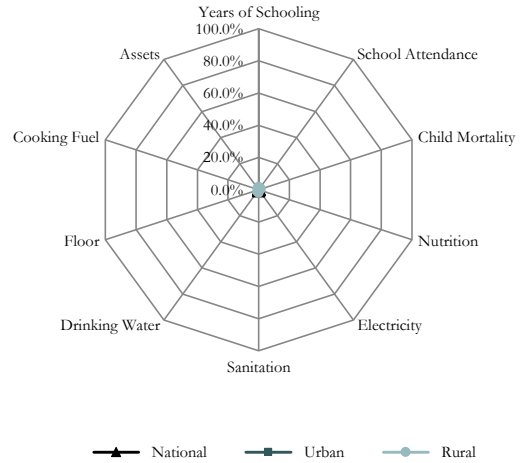 Years of Schooling
100.0%
Assets
School Attendance
80.0%
60.0%
40.0%
Cooking Fuel
Child Mortality
20.0%
0.0%
Floor
Nutrition
Drinking Water
Electricity
Sanitation
National Urban Rural